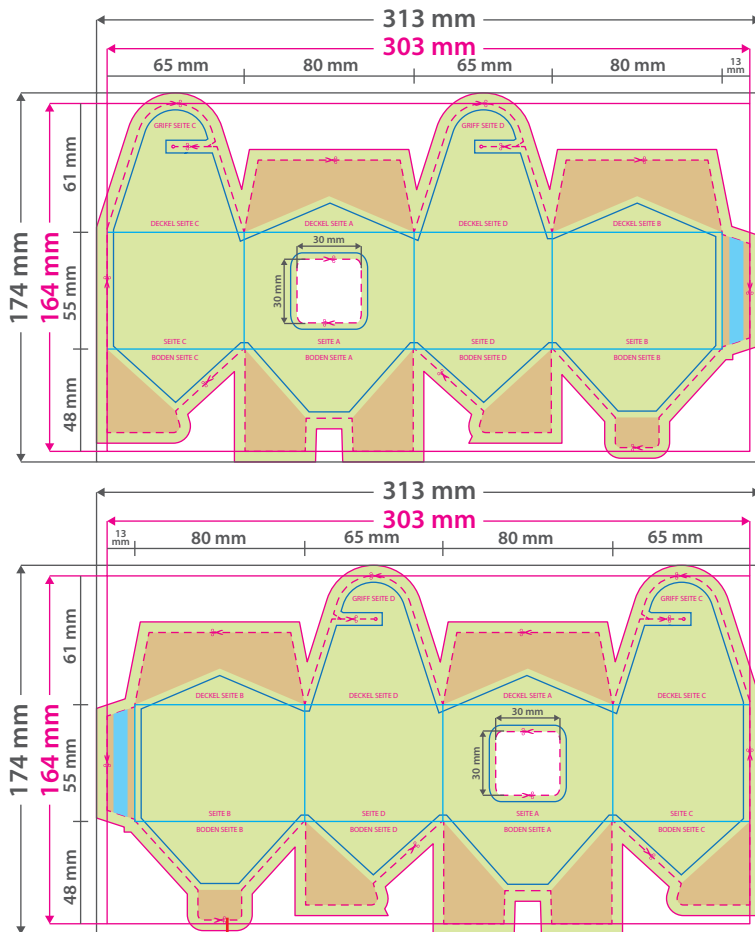 313 mm
303 mm
65 mm 80 mm 65 mm 80 mm 13 mm
GRIFF SEITE C GRIFF SEITE D
61 mm
DECKEL SEITE C DECKEL SEITE A DECKEL SEITE D DECKEL SEITE B
30 mm
30 mm
174 mm
164 mm
55 mm
SEITE C SEITE A SEITE D SEITE B
BODEN SEITE C BODEN SEITE A BODEN SEITE D BODEN SEITE B
48 mm
313 mm
303 mm
13 mm 80 mm 65 mm 80 mm 65 mm
GRIFF SEITE D GRIFF SEITE C
61 mm
DECKEL SEITE B DECKEL SEITE D DECKEL SEITE A DECKEL SEITE C
30 mm
30 mm
174 mm
164 mm
55 mm
SEITE B SEITE D SEITE A SEITE C
BODEN SEITE B BODEN SEITE D BODEN SEITE A BODEN SEITE C
48 mm